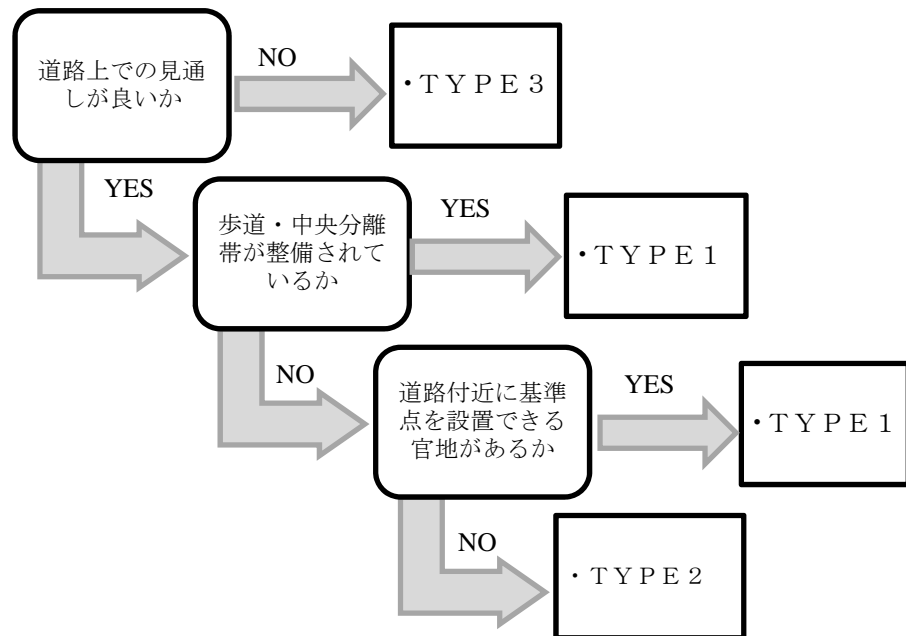 道路上での見通
しが良いか
NO
・ＴＹＰＥ３
YES
歩道・中央分離
帯が整備されて
いるか
YES
・ＴＹＰＥ１
NO
道路付近に基準
点を設置できる
官地があるか
YES
・ＴＹＰＥ１
NO
・ＴＹＰＥ２